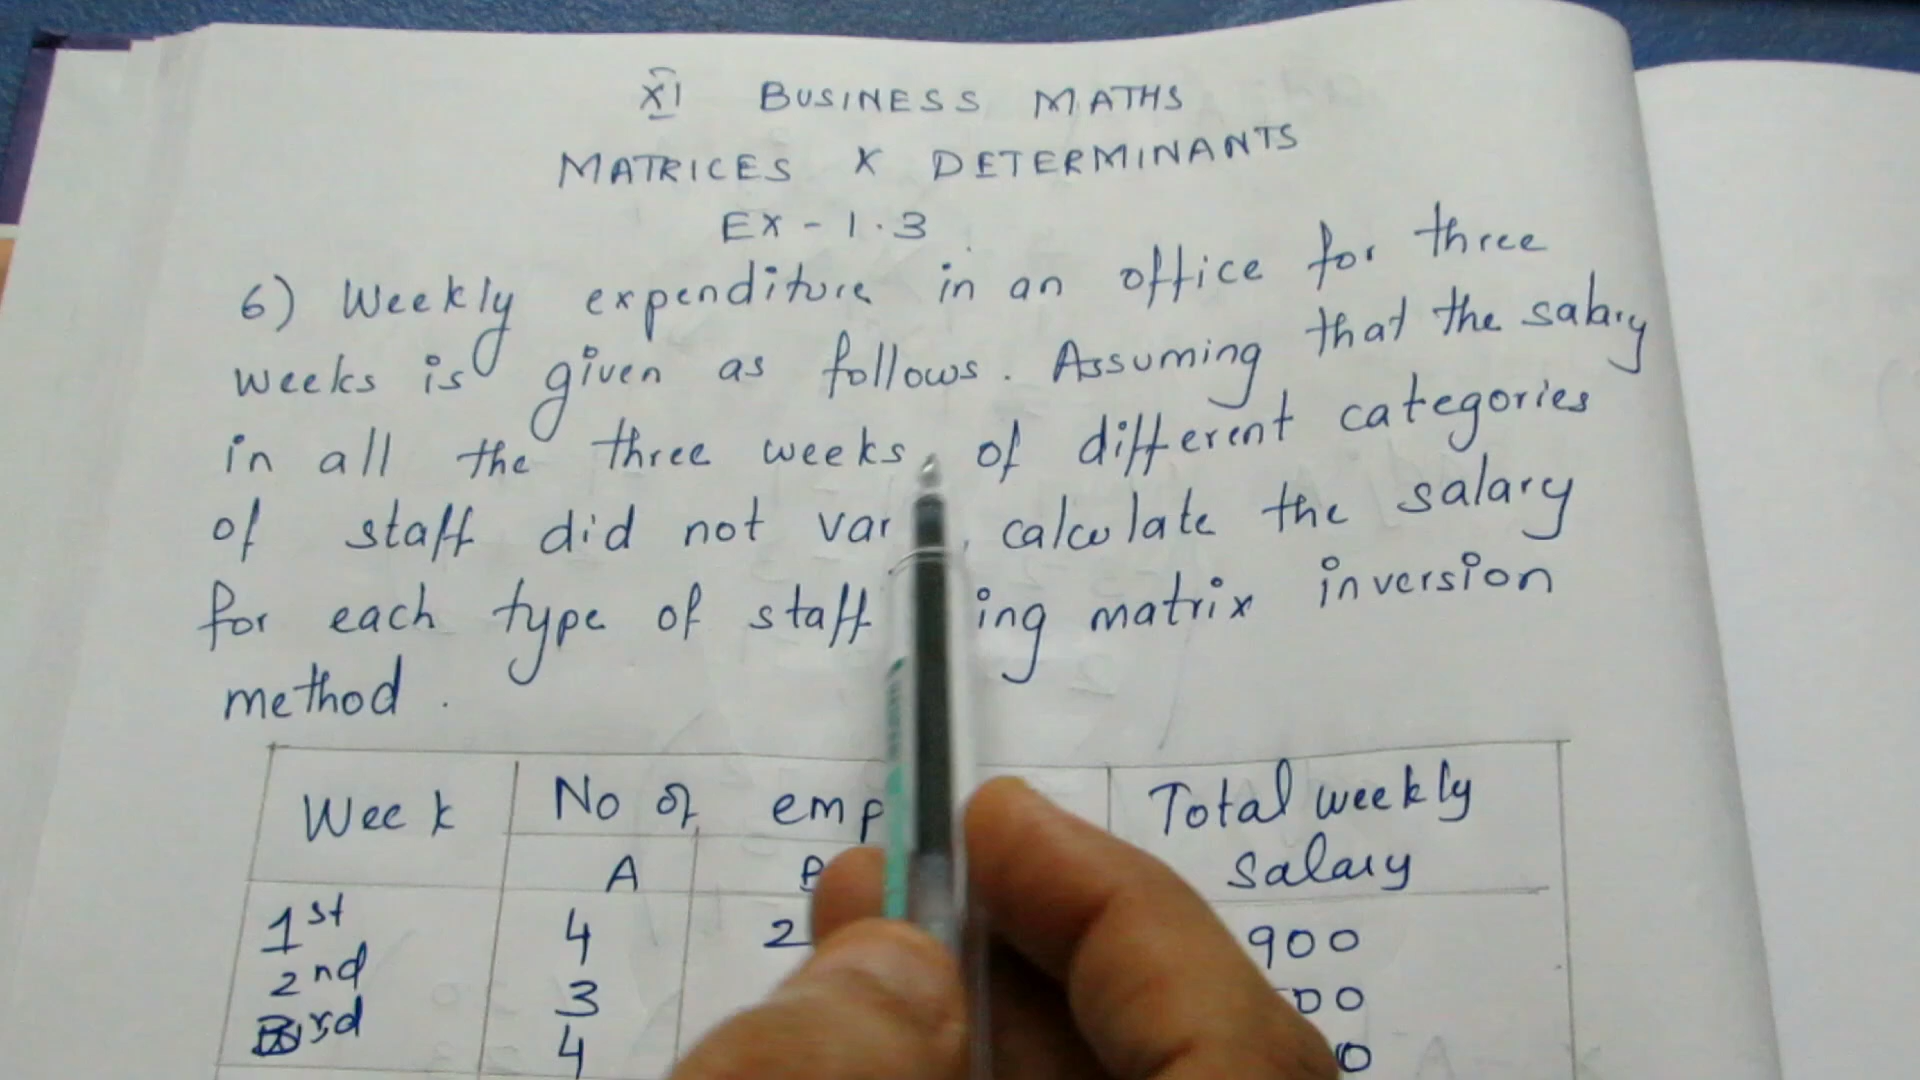 XI BUSINESS MATHS
MATRICES X DETERMINANTS
EX - 1.3
6) Weekly expenditure in an office for three
weeks is given as follows. Assuming that the salary
in all the three weeks of different categories
of staff did not var , calculate the salary
for each type of staff ing matrix inversion
method.
Week No of emp Total weekly
salary
A
1st 4 2 900
2nd 3 00
3rd 4 0